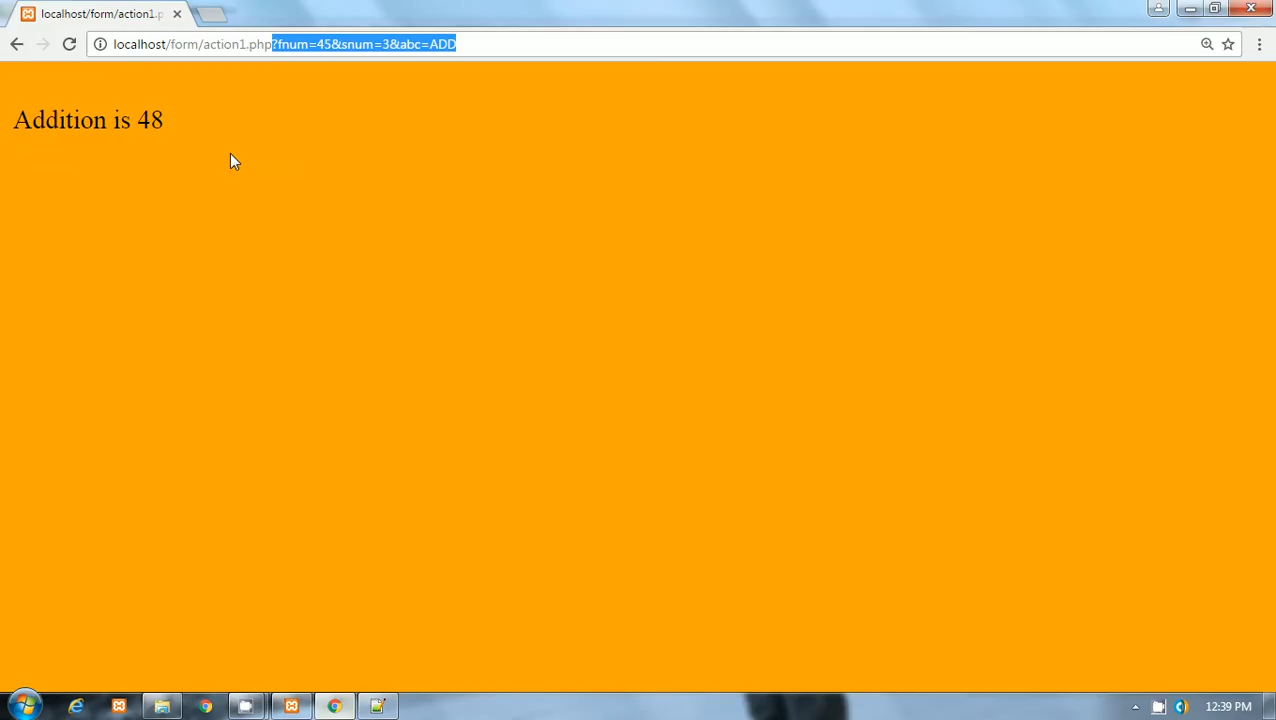 localhost/form/action1.p
localhost/form/action1.php?fnum=45&snum=3&abc=ADD
Addition is 48
12:39 PM